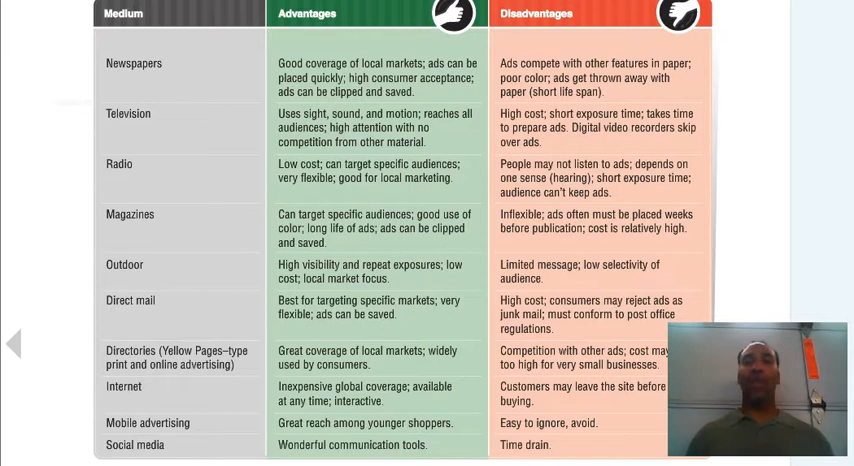 Medium Advantages Disadvantages
Newspapers
Good coverage of local markets; ads can be
placed quickly; high consumer acceptance;
ads can be clipped and saved.
Ads compete with other features in paper;
poor color; ads get thrown away with
paper (short life span).
Television
Uses sight, sound, and motion; reaches all
audiences; high attention with no
competition from other material.
High cost; short exposure time; takes time
to prepare ads. Digital video recorders skip
over ads.
Radio
Low cost; can target specific audiences;
very flexible; good for local marketing.
People may not listen to ads; depends on
one sense (hearing); short exposure time;
audience can't keep ads.
Magazines
Can target specific audiences; good use of
color; long life of ads; ads can be clipped
and saved.
Inflexible; ads often must be placed weeks
before publication; cost is relatively high.
Outdoor
High visibility and repeat exposures; low
cost; local market focus.
Limited message; low selectivity of
audience.
Direct mail
Best for targeting specific markets; very
flexible; ads can be saved.
High cost; consumers may reject ads as
junk mail; must conform to post office
regulations.
Directories (Yellow Pages–type
print and online advertising)
Great coverage of local markets; widely
used by consumers.
Competition with other ads; cost may
too high for very small businesses.
Internet
Inexpensive global coverage; available
at any time; interactive.
Customers may leave the site before
buying.
Mobile advertising
Great reach among younger shoppers.
Easy to ignore, avoid.
Social media
Wonderful communication tools.
Time drain.